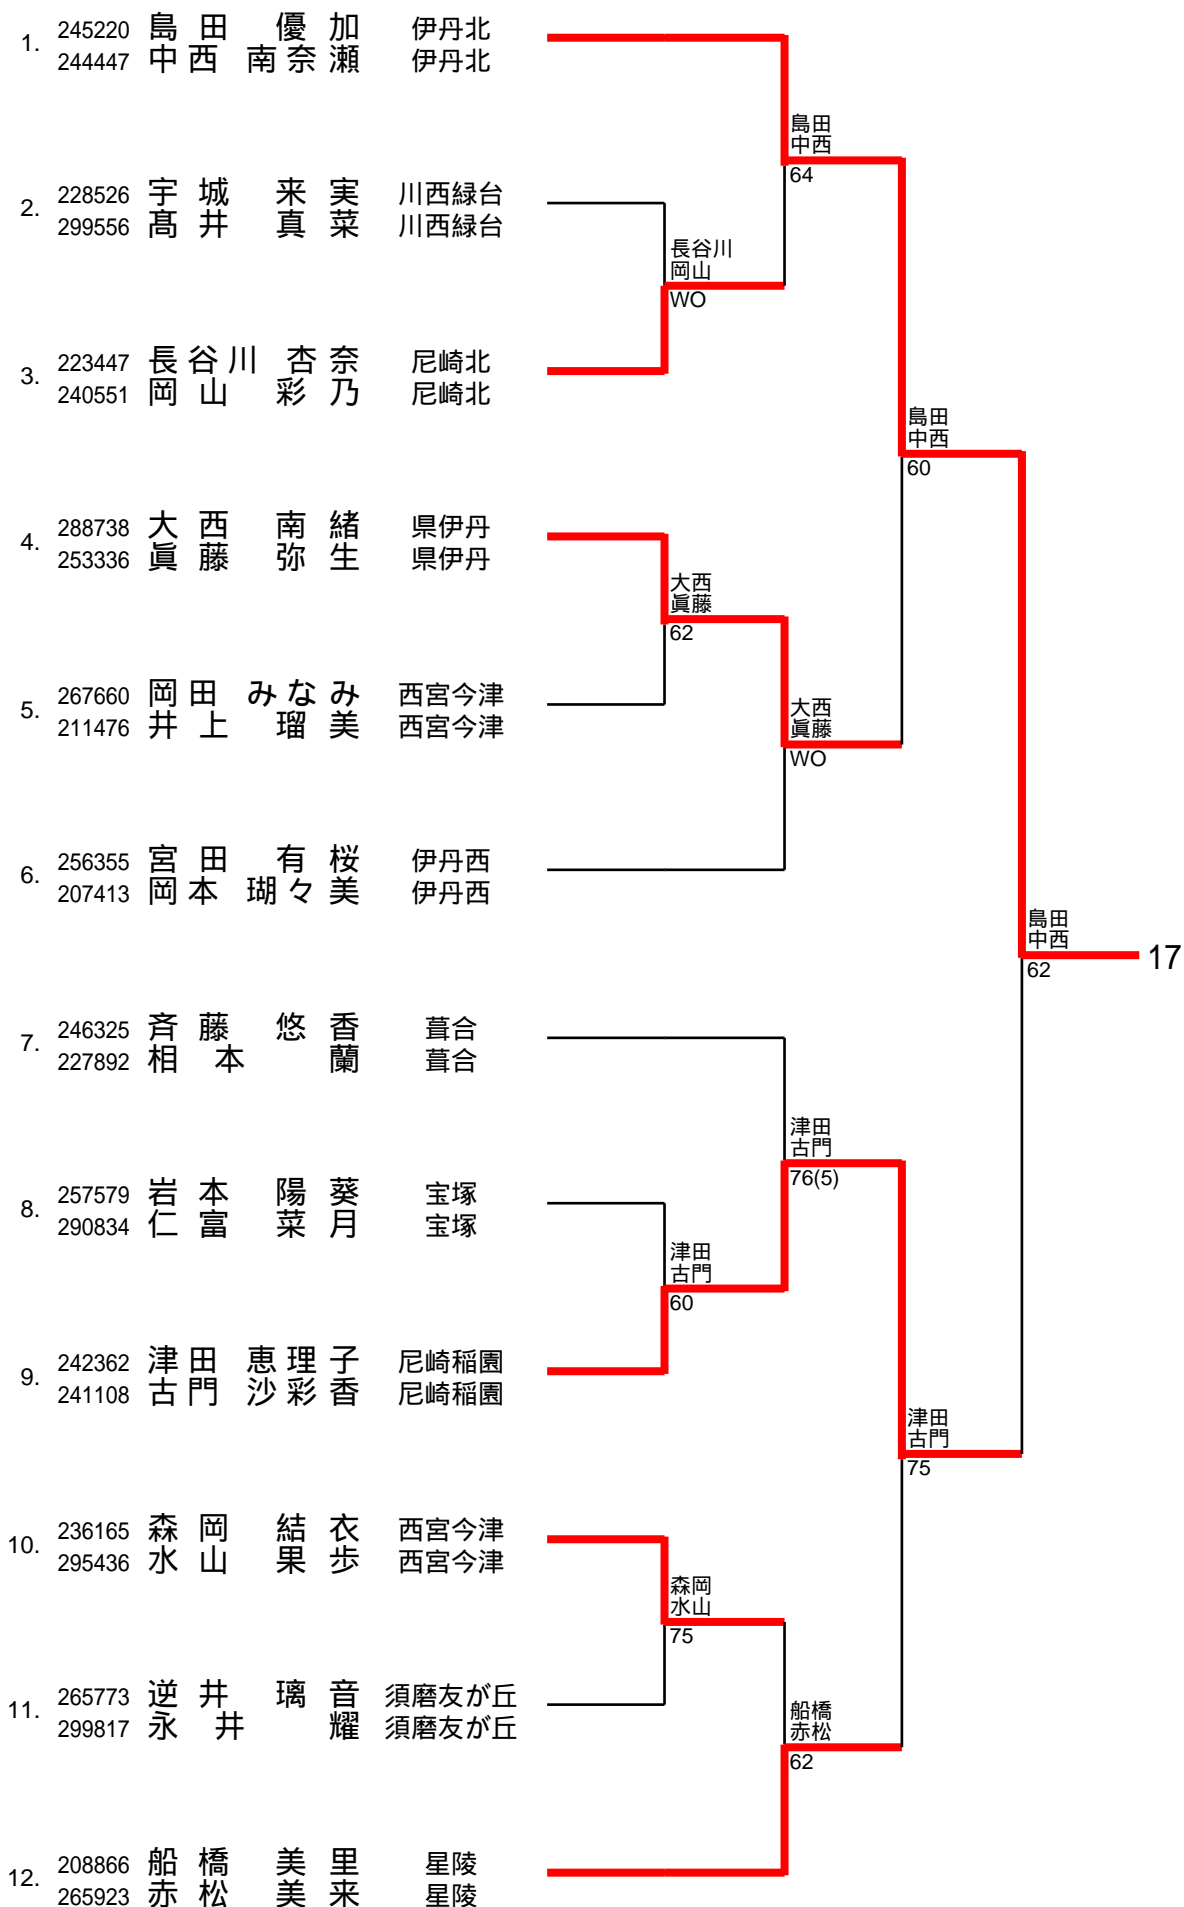 1. 245220 島田 優加 伊丹北
244447 中西 南奈瀬 伊丹北
島田
中西
64
2. 228526 宇城 来実 川西緑台
299556 髙井 真菜 川西緑台
長谷川
岡山
WO
3. 223447 長谷川 杏奈 尼崎北
240551 岡山 彩乃 尼崎北
島田
中西
60
4. 288738 大西 南緒 県伊丹
253336 眞藤 弥生 県伊丹
大西
眞藤
62
5. 267660 岡田 みなみ 西宮今津
211476 井上 瑠美 西宮今津
大西
眞藤
WO
6. 256355 宮田 有桜 伊丹西
207413 岡本 瑚々美 伊丹西
島田
中西
62
17
7. 246325 斉藤 悠香 葺合
227892 相本 蘭 葺合
津田
古門
76(5)
8. 257579 岩本 陽葵 宝塚
290834 仁富 菜月 宝塚
津田
古門
60
9. 242362 津田 恵理子 尼崎稲園
241108 古門 沙彩香 尼崎稲園
津田
古門
75
10. 236165 森岡 結衣 西宮今津
295436 水山 果歩 西宮今津
森岡
水山
75
11. 265773 逆井 璃音 須磨友が丘
299817 永井 耀 須磨友が丘
船橋
赤松
62
12. 208866 船橋 美里 星陵
265923 赤松 美来 星陵